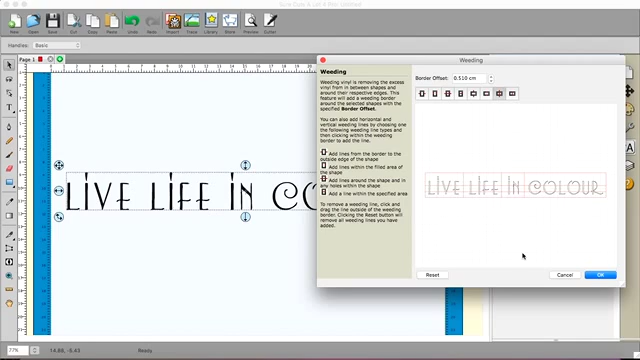 New Open Save Cut Copy Paste Undo Import Trace Library Store Preview Cutter
Handles: Basic
Page 1
LIVE LIFE IN CO
Weeding
Weeding
Weeding vinyl is removing the excess
vinyl from in between shapes and
around their respective edges. This
feature will add a weeding border
around the selected shapes with the
specified Border Offset.
You can also add horizontal and
vertical weeding lines by choosing one
the following weeding line types and
then clicking within the weeding
border to add the line.
Add lines from the border to the
outside edge of the shape
Add lines within the filled area of
the shape
Add lines around the shape and in
any holes within the shape
Add a line within the specified area
To remove a weeding line, click and
drag the line outside of the weeding
border. Clicking the Reset button will
remove all weeding lines you have
added.
Border Offset: 0.510 cm
LIVE LIFE IN COLOUR
Reset Cancel OK
77% 14.89, -9.43 Ready